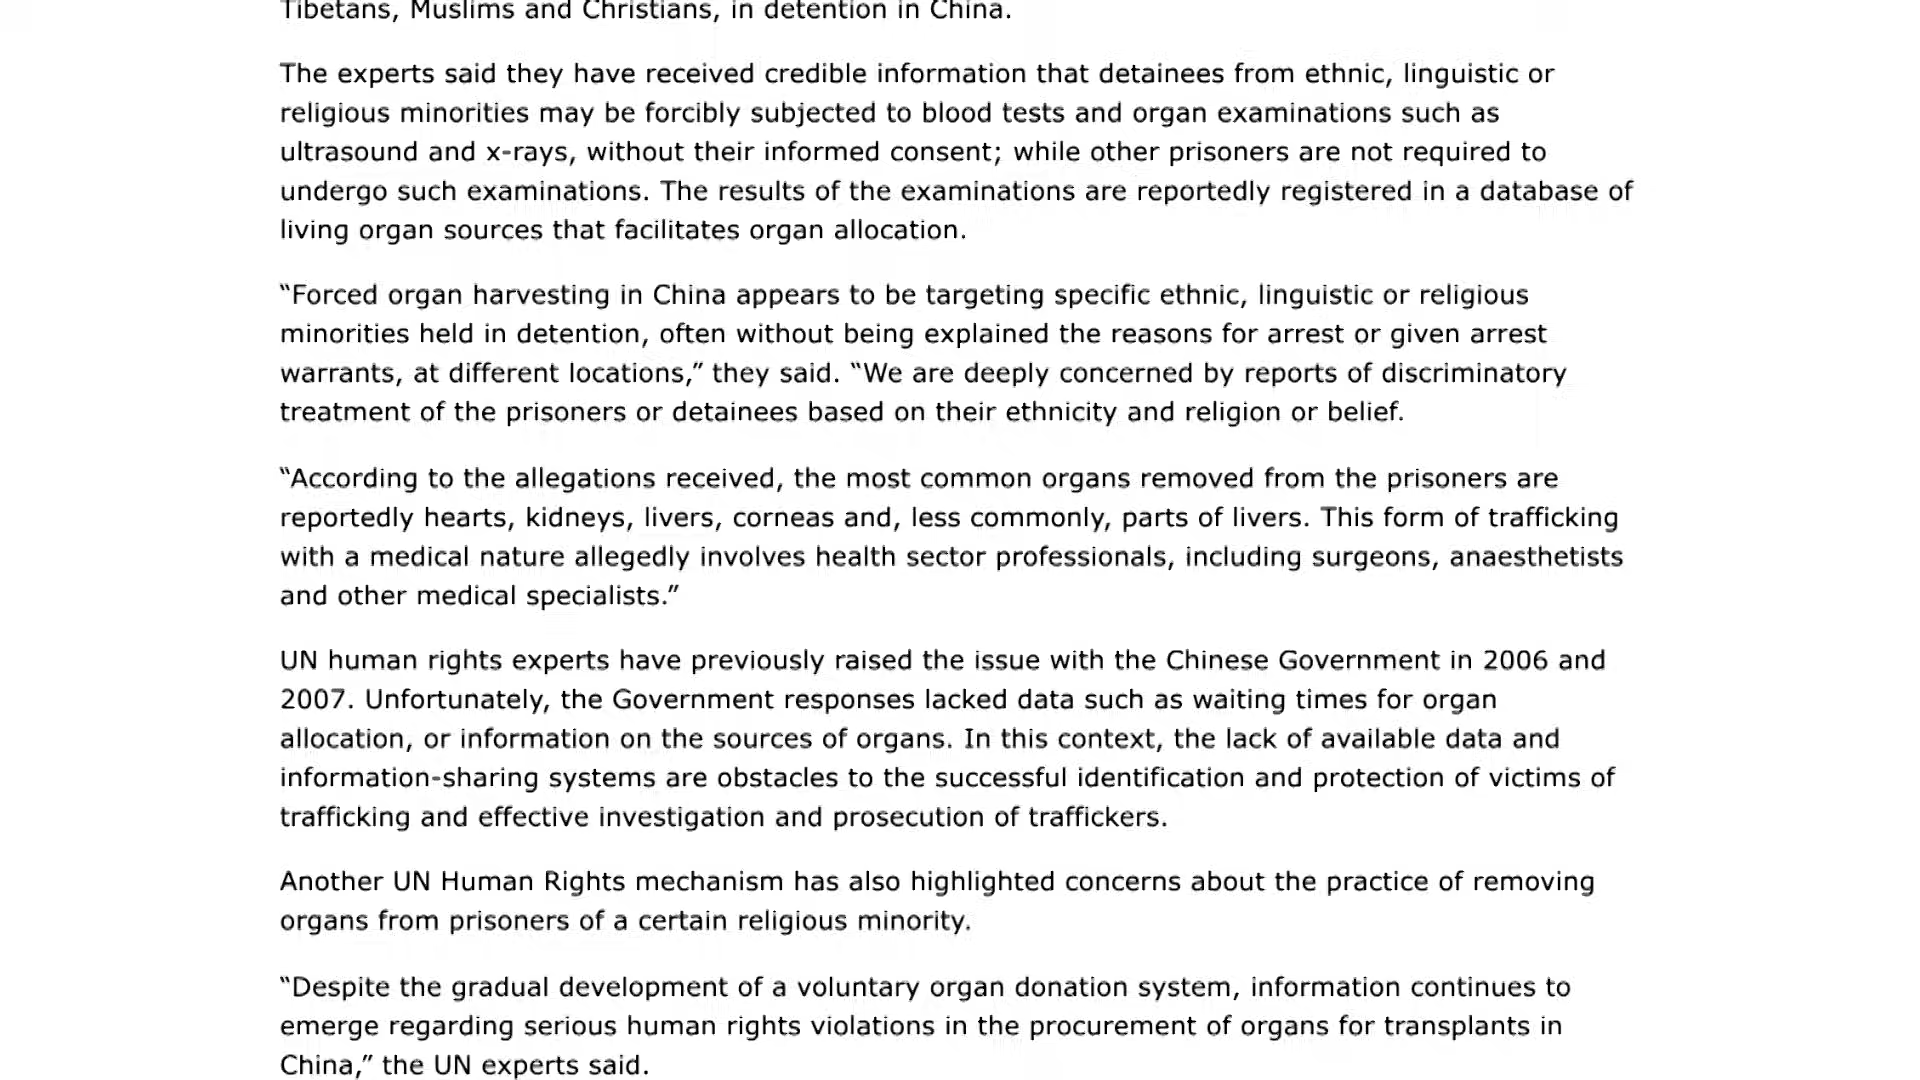 Tibetans, Muslims and Christians, in detention in China.
The experts said they have received credible information that detainees from ethnic, linguistic or
religious minorities may be forcibly subjected to blood tests and organ examinations such as
ultrasound and x-rays, without their informed consent; while other prisoners are not required to
undergo such examinations. The results of the examinations are reportedly registered in a database of
living organ sources that facilitates organ allocation.
“Forced organ harvesting in China appears to be targeting specific ethnic, linguistic or religious
minorities held in detention, often without being explained the reasons for arrest or given arrest
warrants, at different locations,” they said. “We are deeply concerned by reports of discriminatory
treatment of the prisoners or detainees based on their ethnicity and religion or belief.
“According to the allegations received, the most common organs removed from the prisoners are
reportedly hearts, kidneys, livers, corneas and, less commonly, parts of livers. This form of trafficking
with a medical nature allegedly involves health sector professionals, including surgeons, anaesthetists
and other medical specialists.”
UN human rights experts have previously raised the issue with the Chinese Government in 2006 and
2007. Unfortunately, the Government responses lacked data such as waiting times for organ
allocation, or information on the sources of organs. In this context, the lack of available data and
information-sharing systems are obstacles to the successful identification and protection of victims of
trafficking and effective investigation and prosecution of traffickers.
Another UN Human Rights mechanism has also highlighted concerns about the practice of removing
organs from prisoners of a certain religious minority.
“Despite the gradual development of a voluntary organ donation system, information continues to
emerge regarding serious human rights violations in the procurement of organs for transplants in
China,” the UN experts said.